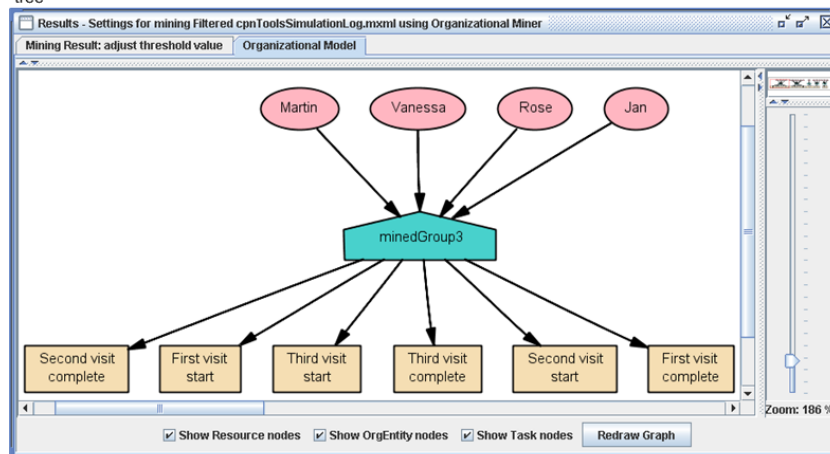 tree
Results - Settings for mining Filtered cpnToolsSimulationLog.mxml using Organizational Miner
Mining Result: adjust threshold value
Organizational Model
Martin
Vanessa
Rose
Jan
minedGroup3
Second visit
complete
First visit
start
Third visit
start
Third visit
complete
Second visit
start
First visit
complete
Zoom: 186 %
Show Resource nodes
Show OrgEntity nodes
Show Task nodes
Redraw Graph